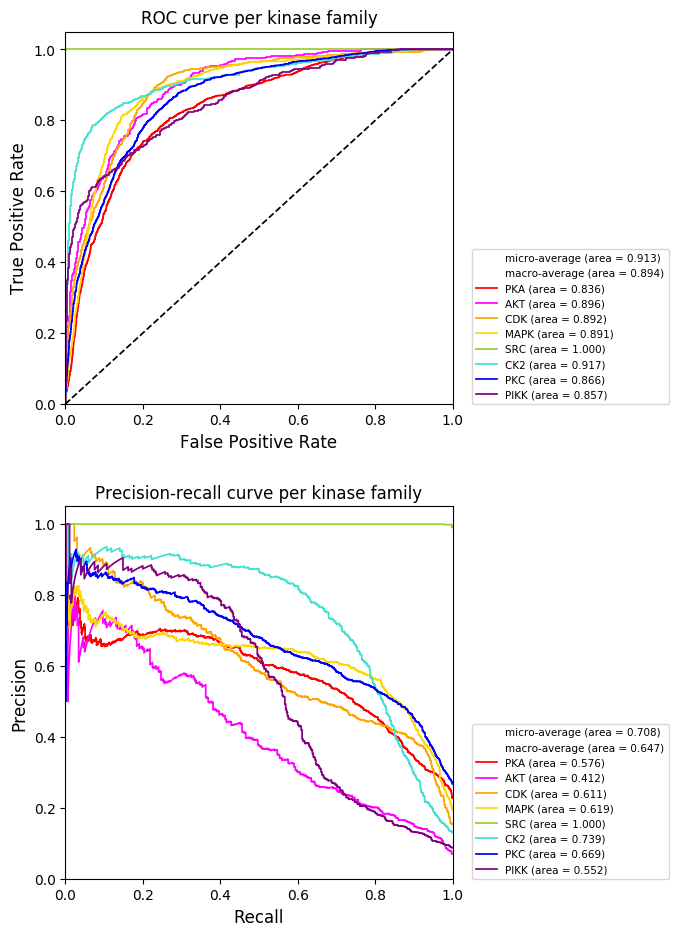 ROC curve per kinase family
1.0
0.8
0.6
0.4
0.2
0.0
True Positive Rate
0.0 0.2 0.4 0.6 0.8 1.0
False Positive Rate
micro-average (area = 0.913)
macro-average (area = 0.894)
PKA (area = 0.836)
AKT (area = 0.896)
CDK (area = 0.892)
MAPK (area = 0.891)
SRC (area = 1.000)
CK2 (area = 0.917)
PKC (area = 0.866)
PIKK (area = 0.857)
Precision-recall curve per kinase family
1.0
0.8
0.6
0.4
0.2
0.0
Precision
0.0 0.2 0.4 0.6 0.8 1.0
Recall
micro-average (area = 0.708)
macro-average (area = 0.647)
PKA (area = 0.576)
AKT (area = 0.412)
CDK (area = 0.611)
MAPK (area = 0.619)
SRC (area = 1.000)
CK2 (area = 0.739)
PKC (area = 0.669)
PIKK (area = 0.552)